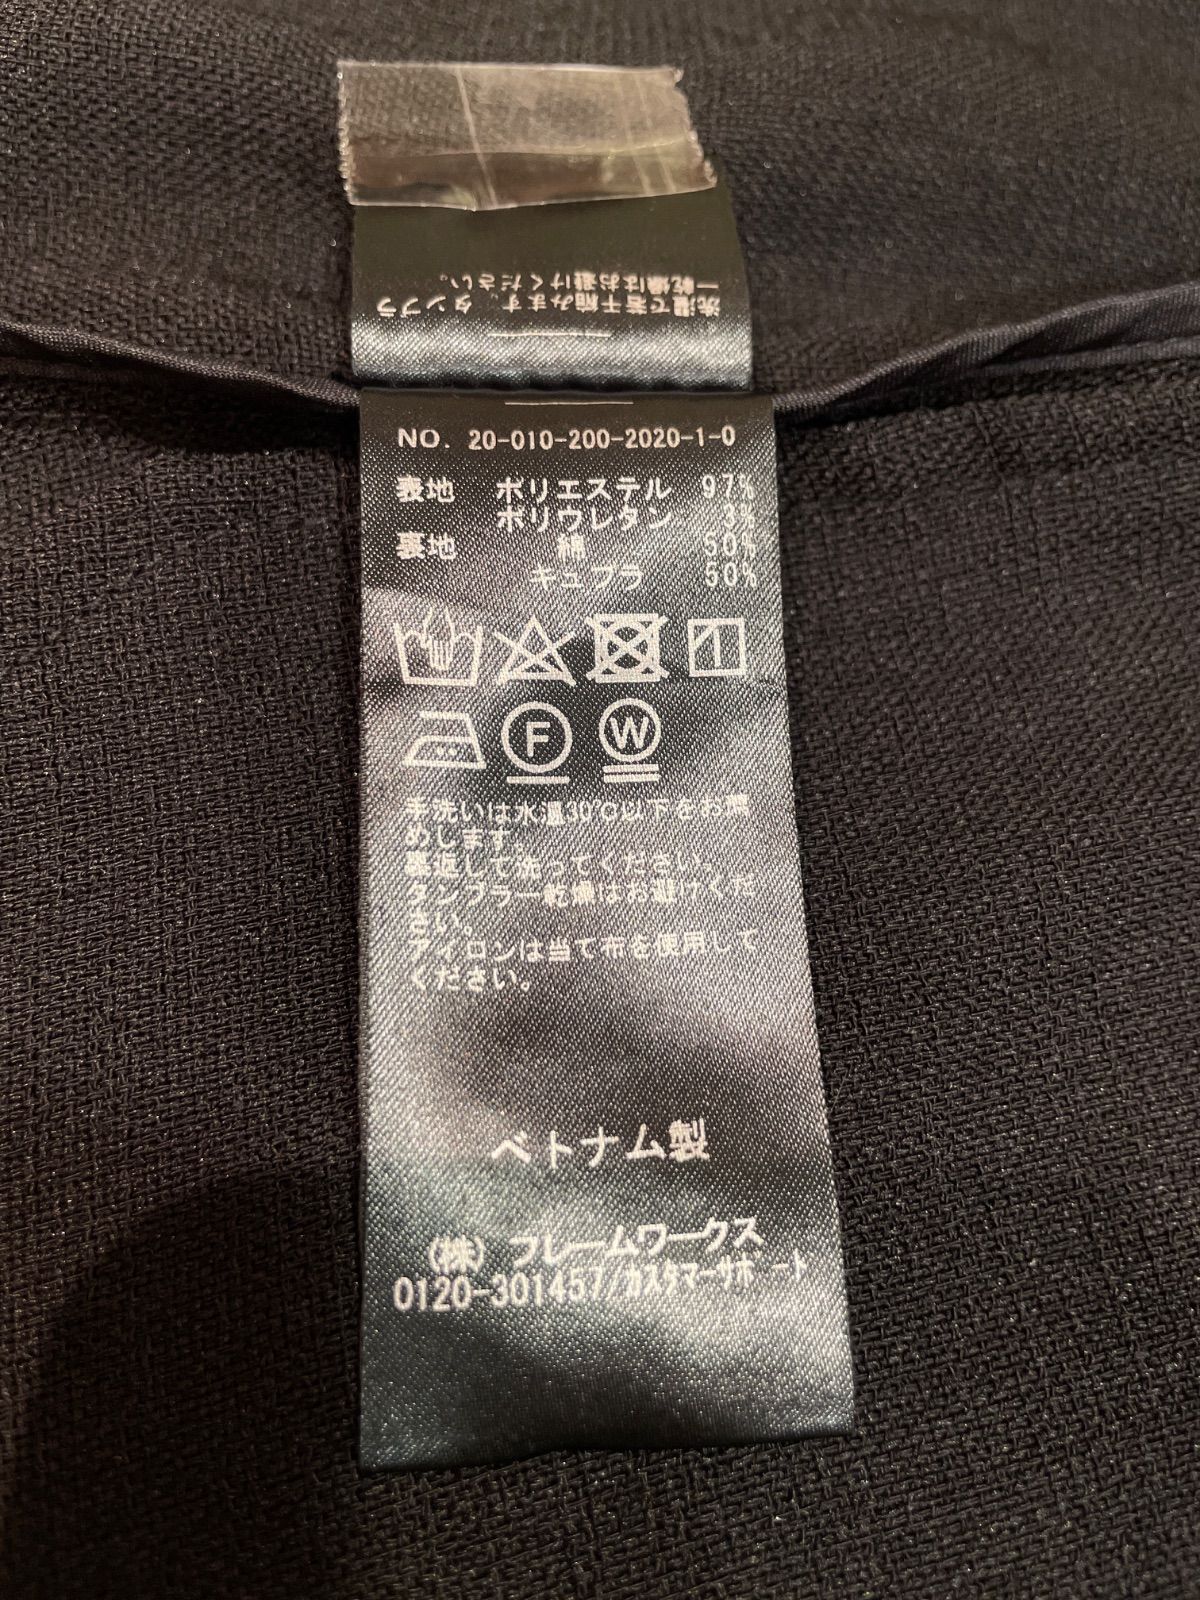 洗濯で若干縮みます。タンブラ
ー乾燥はお避けください。
NO. 20-010-200-2020-1-0
表地 ポリエステル 97%
ポリウレタン 3%
裏地 綿 50%
キュプラ 50%
F W
手洗いは水温30℃以下をお薦
めします。
裏返して洗ってください。
タンブラー乾燥はお避けくだ
さい。
アイロンは当て布を使用して
ください。
ベトナム製
(株) フレームワークス
0120-301457/カスタマーサポート